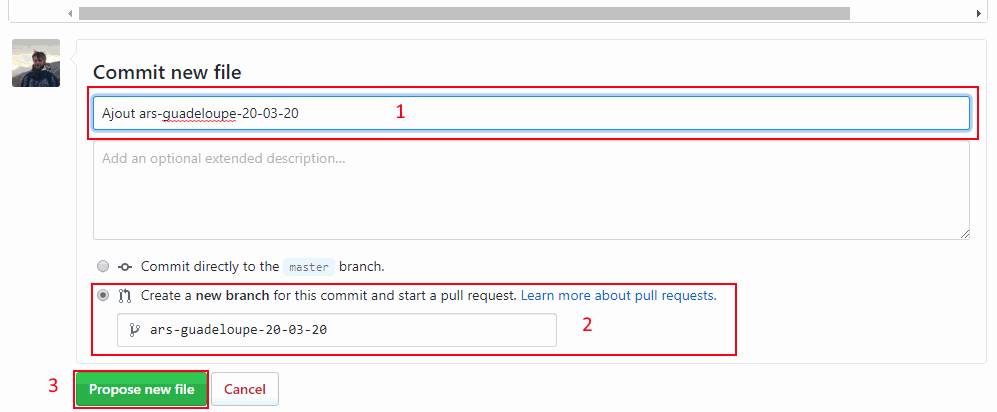 Commit new file
Ajout ars-guadeloupe-20-03-20 1
Add an optional extended description...
Commit directly to the master branch.
Create a new branch for this commit and start a pull request. Learn more about pull requests.
ars-guadeloupe-20-03-20 2
3 Propose new file Cancel